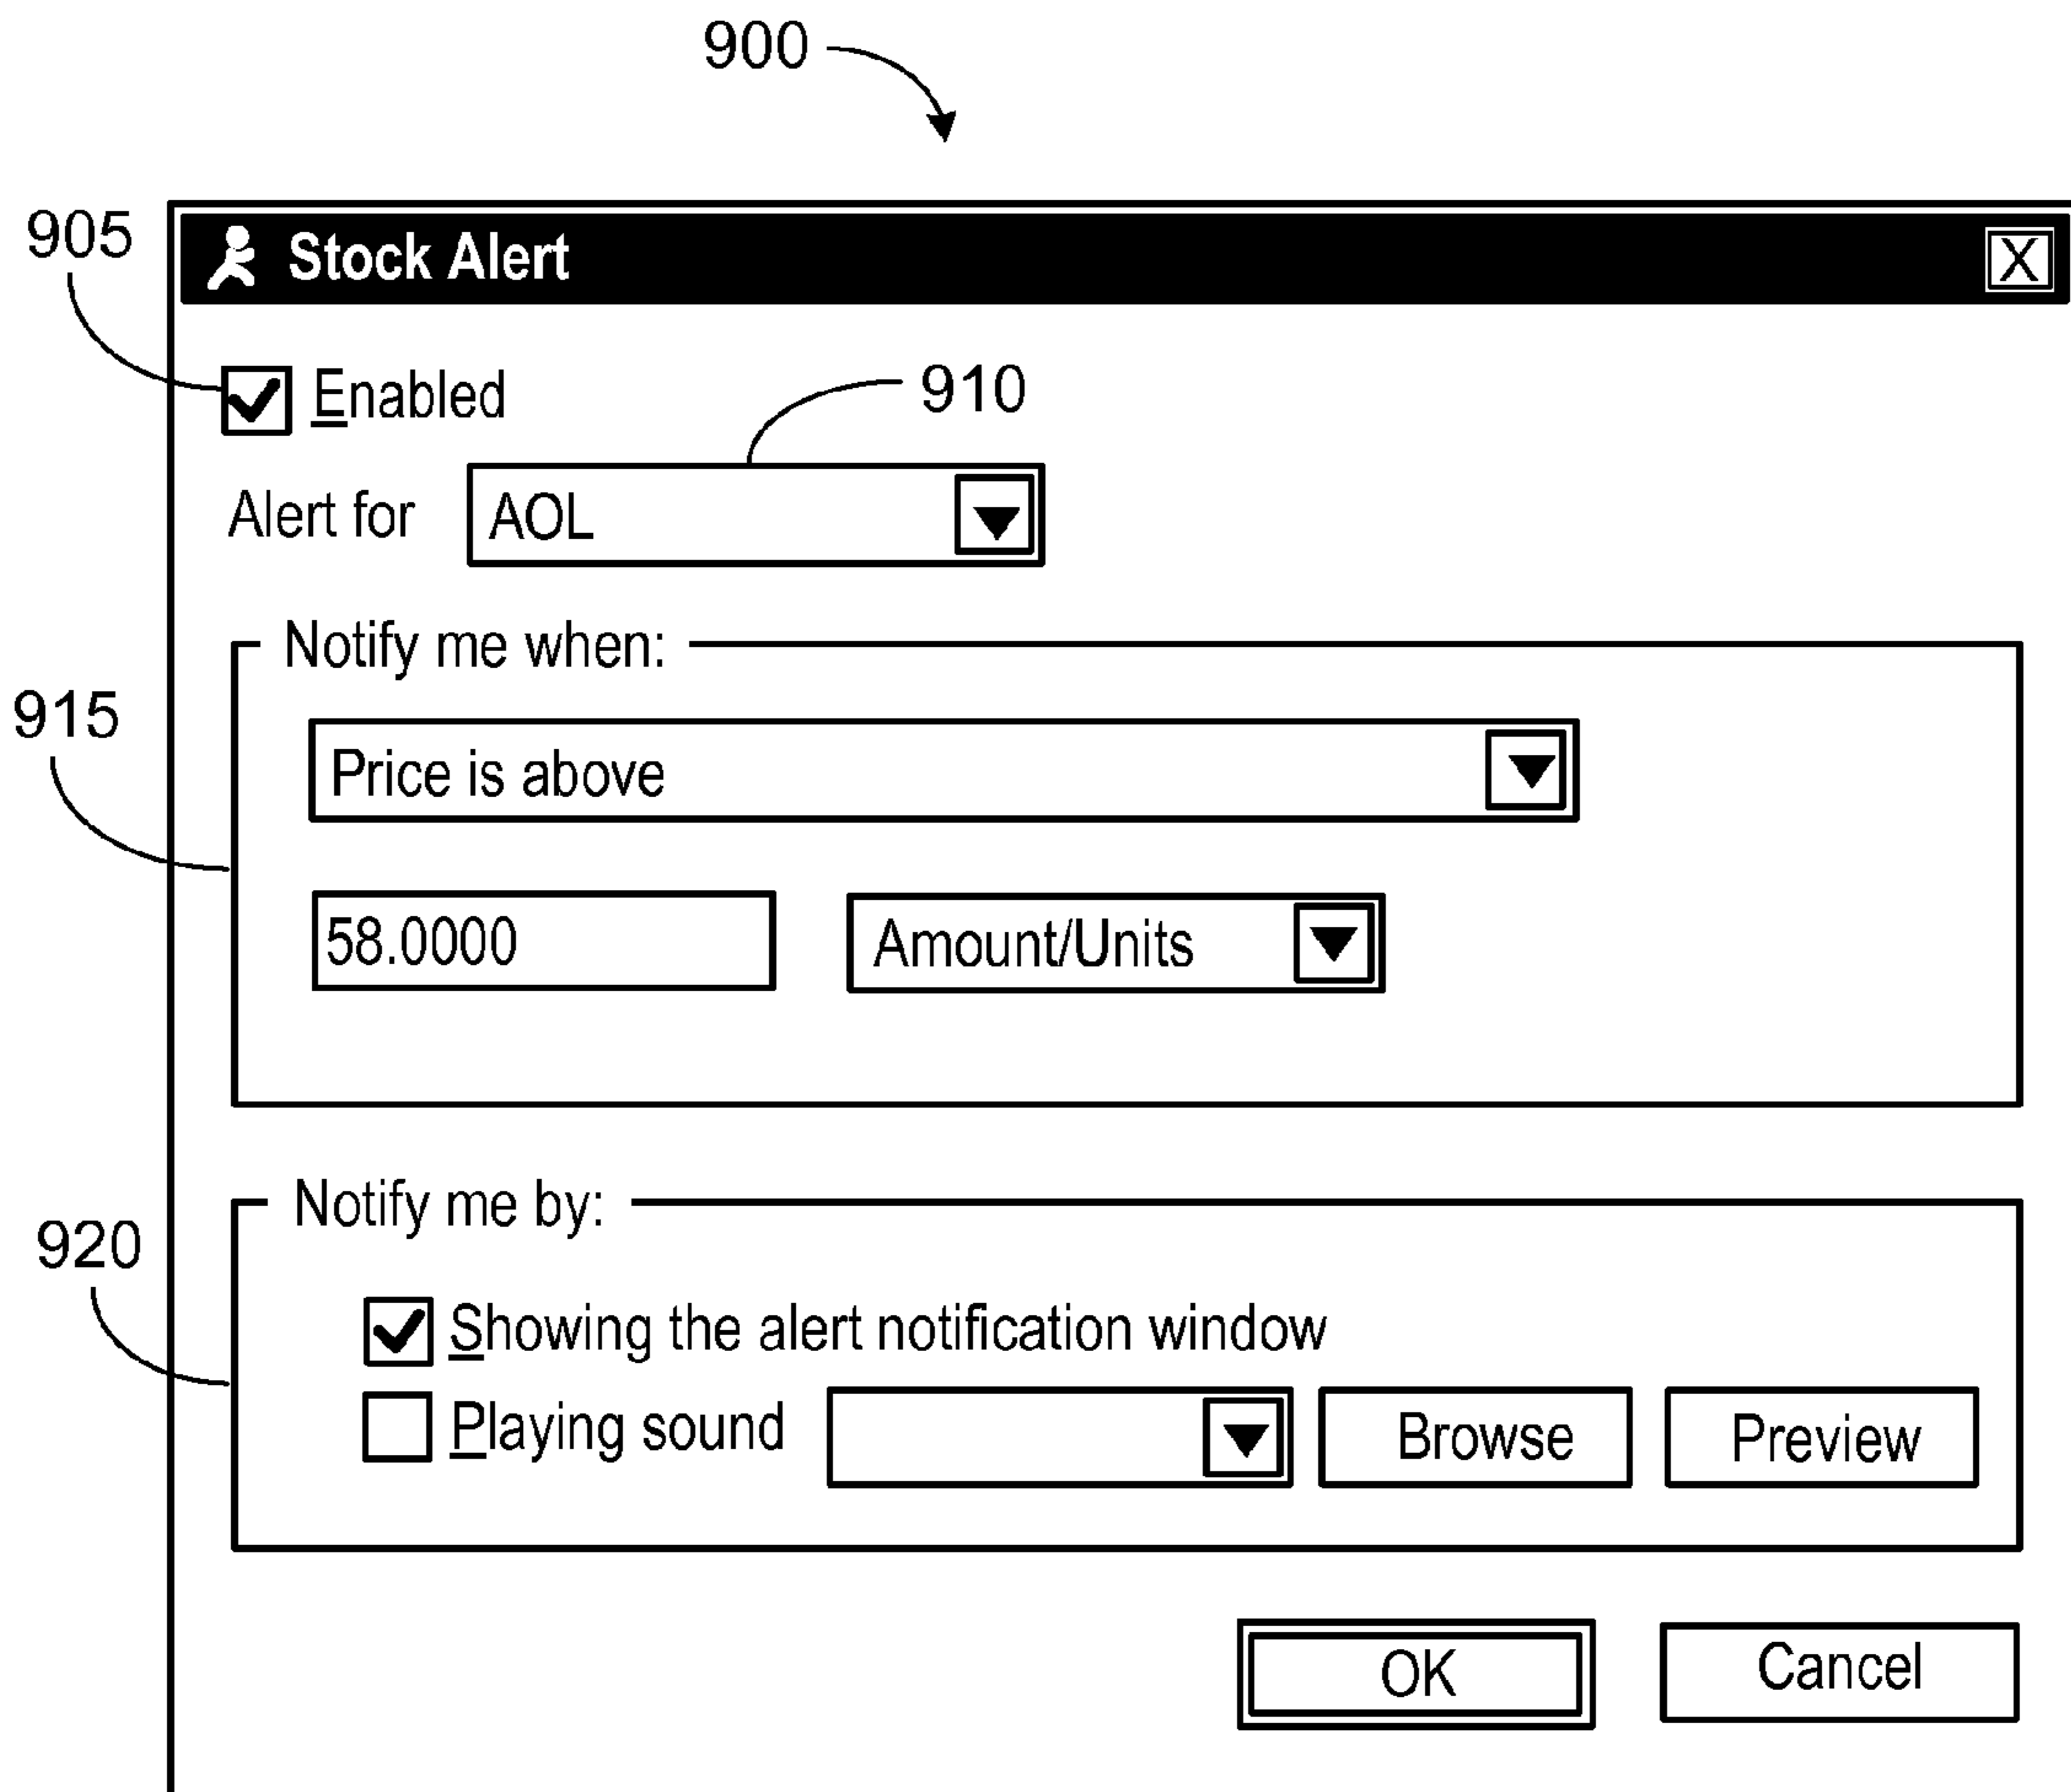 900
905
Stock Alert
X
Enabled
910
Alert for
AOL
Notify me when:
915
Price is above
58.0000
Amount/Units
Notify me by:
920
Showing the alert notification window
Playing sound
Browse
Preview
OK
Cancel